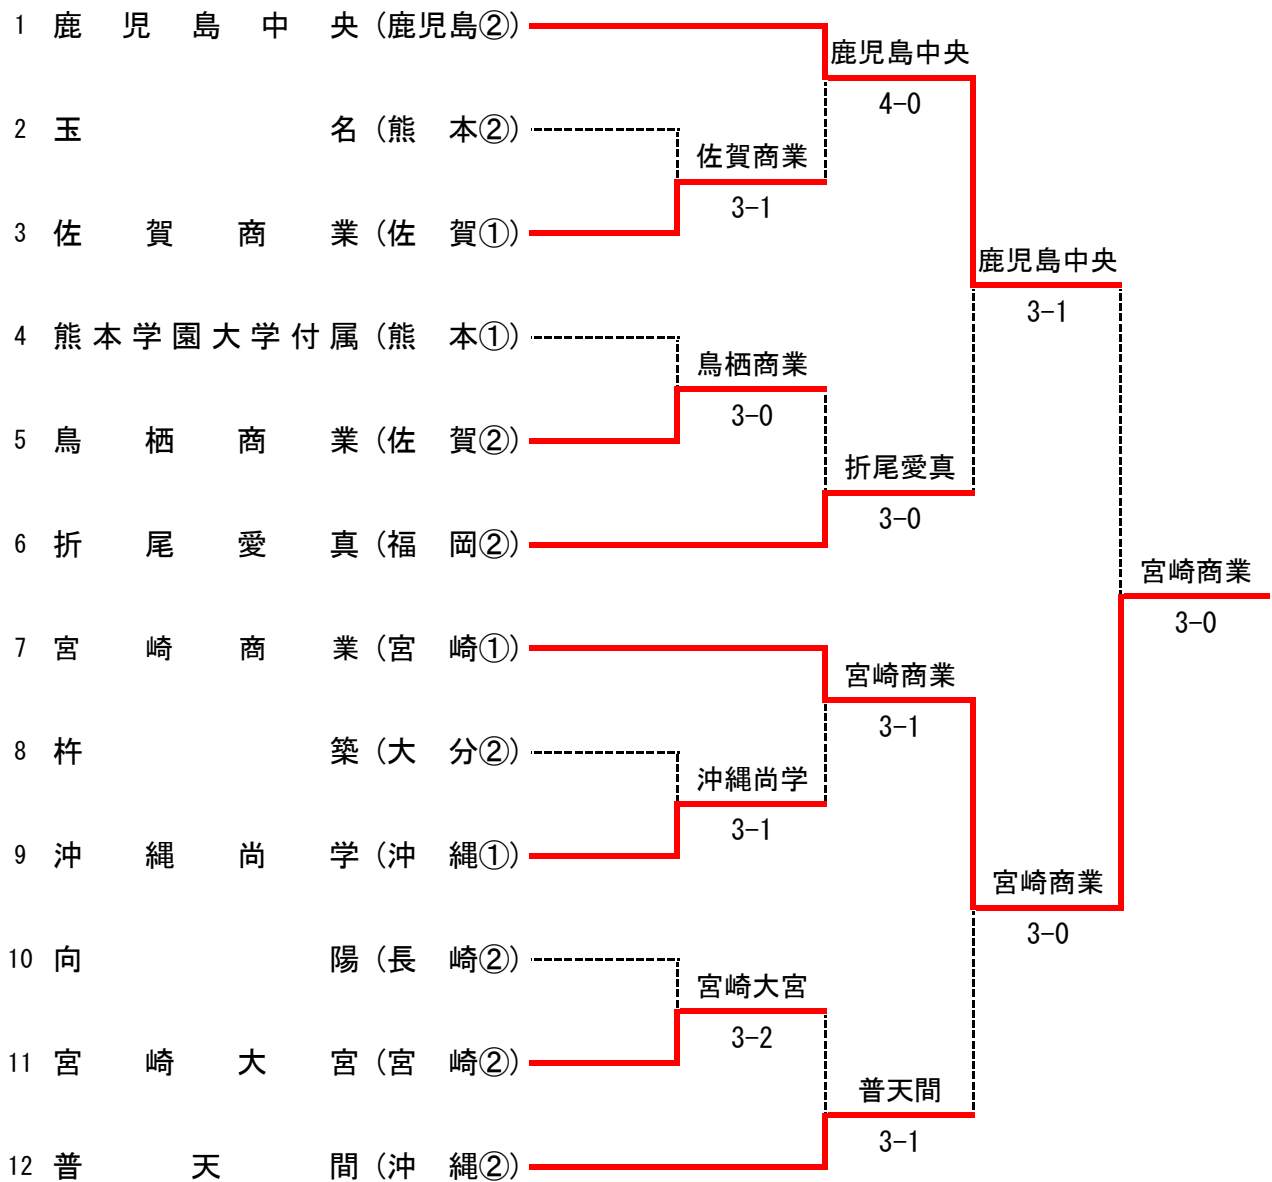 1 鹿児島中央(鹿児島②)
鹿児島中央
4-0
2 玉名(熊本②)
佐賀商業
3-1
3 佐賀商業(佐賀①)
鹿児島中央
3-1
4 熊本学園大学付属(熊本①)
鳥栖商業
3-0
5 鳥栖商業(佐賀②)
折尾愛真
3-0
6 折尾愛真(福岡②)
宮崎商業
3-0
7 宮崎商業(宮崎①)
宮崎商業
3-1
8 杵築(大分②)
沖縄尚学
3-1
9 沖縄尚学(沖縄①)
宮崎商業
3-0
10 向陽(長崎②)
宮崎大宮
3-2
11 宮崎大宮(宮崎②)
普天間
3-1
12 普天間(沖縄②)